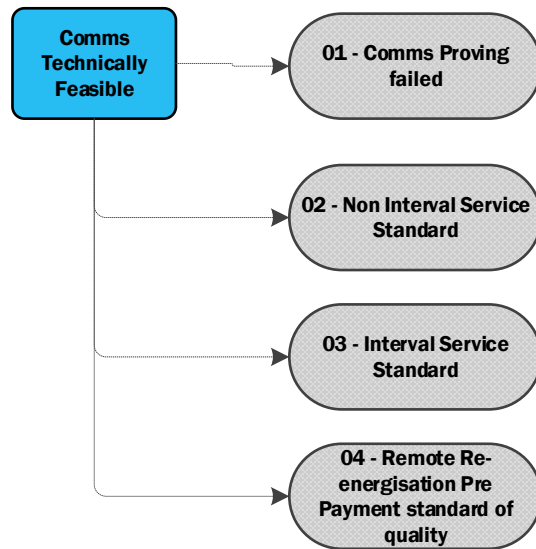 Comms
Technically
Feasible
01 - Comms Proving
failed
02 - Non Interval Service
Standard
03 - Interval Service
Standard
04 - Remote Re-
energisation Pre
Payment standard of
quality